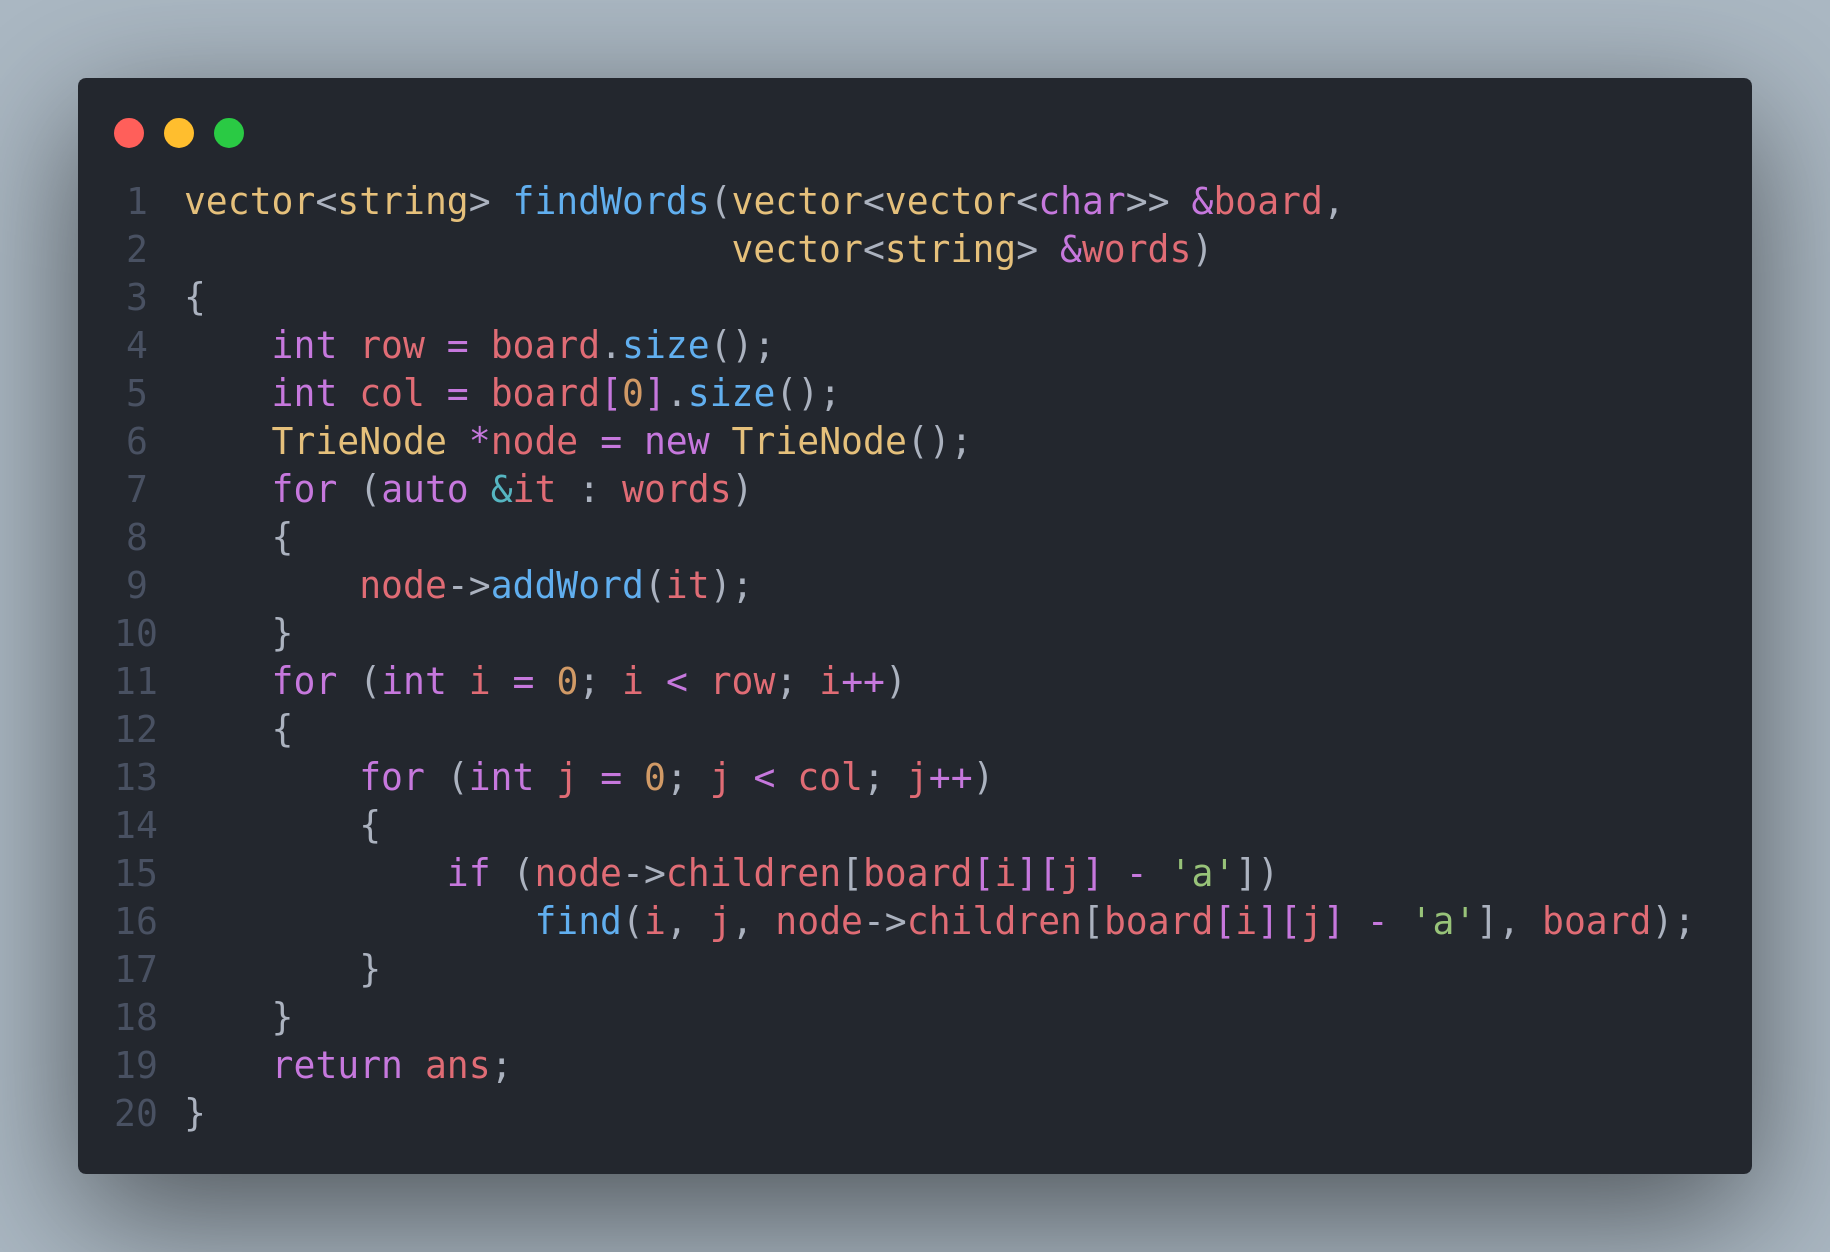 1 vector<string> findWords(vector<vector<char>> &board,
2                          vector<string> &words)
3 {
4     int row = board.size();
5     int col = board[0].size();
6     TrieNode *node = new TrieNode();
7     for (auto &it : words)
8     {
9         node->addWord(it);
10     }
11     for (int i = 0; i < row; i++)
12     {
13         for (int j = 0; j < col; j++)
14         {
15             if (node->children[board[i][j] - 'a'])
16                 find(i, j, node->children[board[i][j] - 'a'], board);
17         }
18     }
19     return ans;
20 }